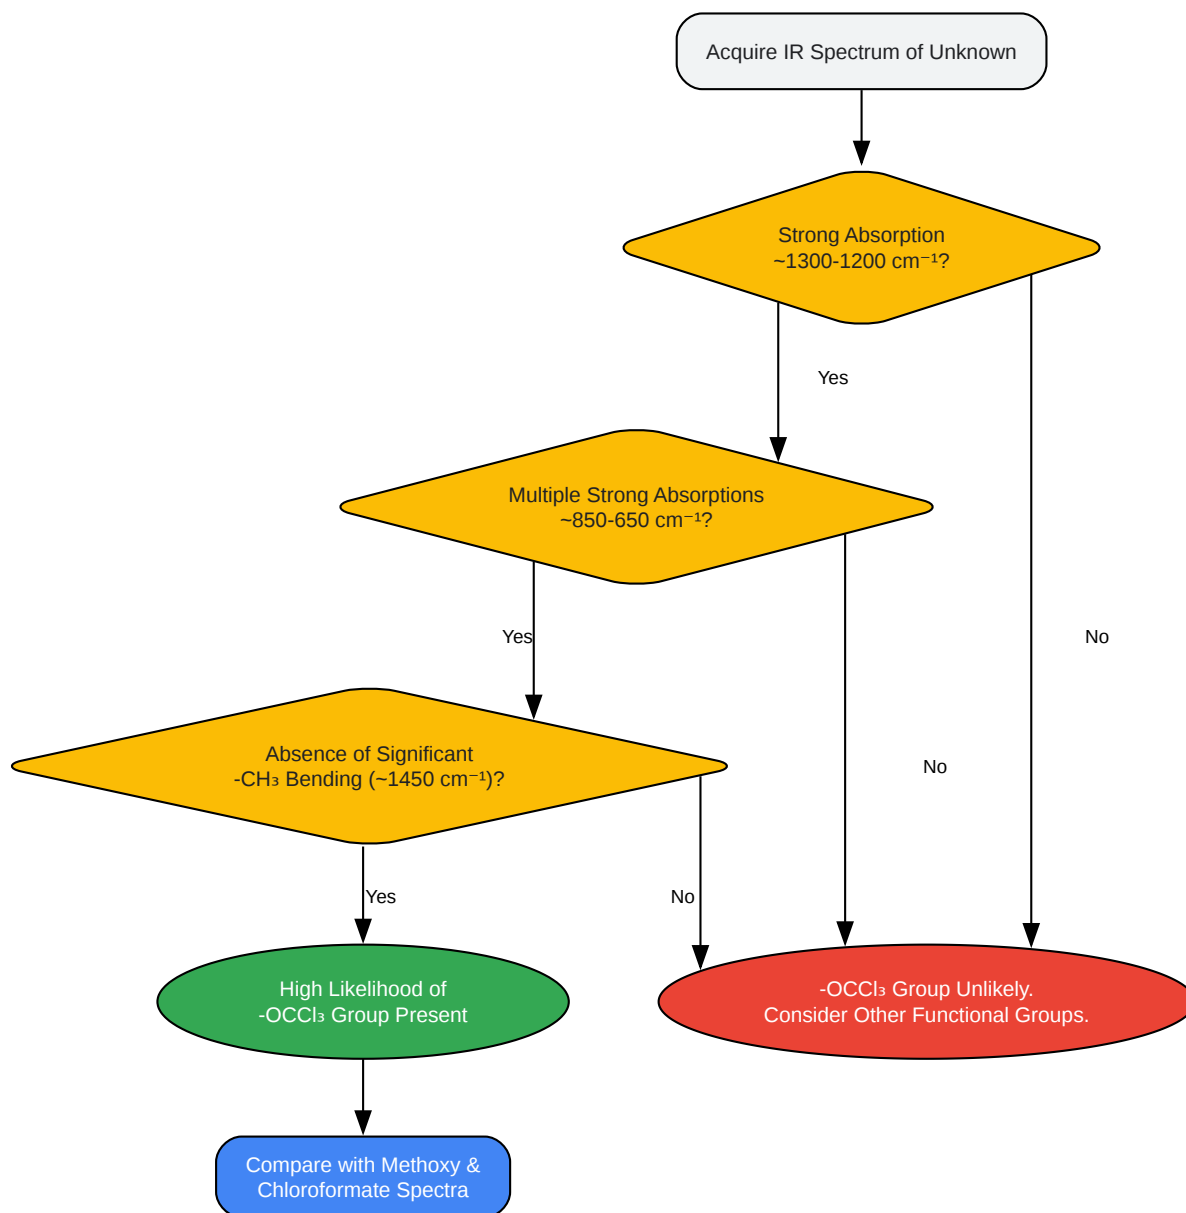 Acquire IR Spectrum of Unknown
Strong Absorption
~1300-1200 cm⁻¹?
Yes
Multiple Strong Absorptions
~850-650 cm⁻¹?
Yes
No
Absence of Significant
-CH₃ Bending (~1450 cm⁻¹)?
No
Yes
No
High Likelihood of
-OCCl₃ Group Present
-OCCl₃ Group Unlikely.
Consider Other Functional Groups.
Compare with Methoxy &
Chloroformate Spectra